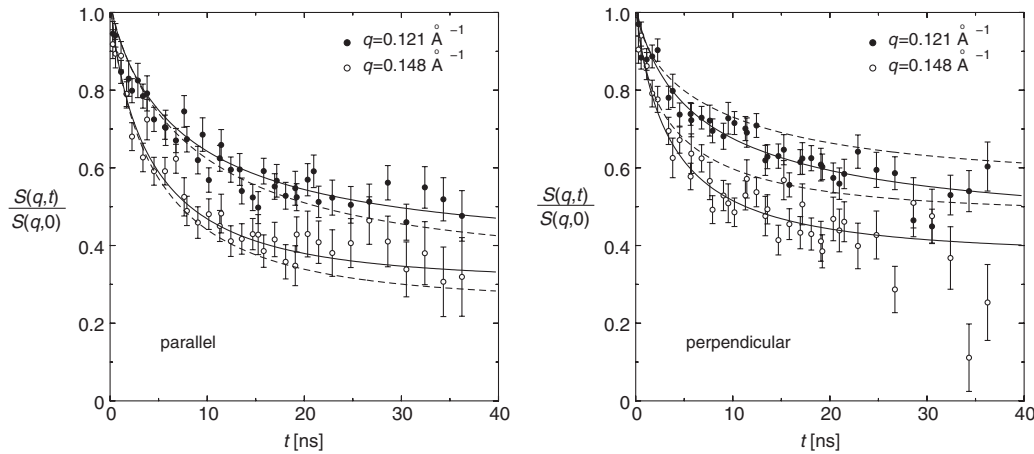 1.0
0.8
0.6
0.4
0.2
0
S(q,t)
S(q,0)
q=0.121 Å⁻¹
q=0.148 Å⁻¹
parallel
0 10 20 30 40
t [ns]
1.0
0.8
0.6
0.4
0.2
0
S(q,t)
S(q,0)
q=0.121 Å⁻¹
q=0.148 Å⁻¹
perpendicular
0 10 20 30 40
t [ns]